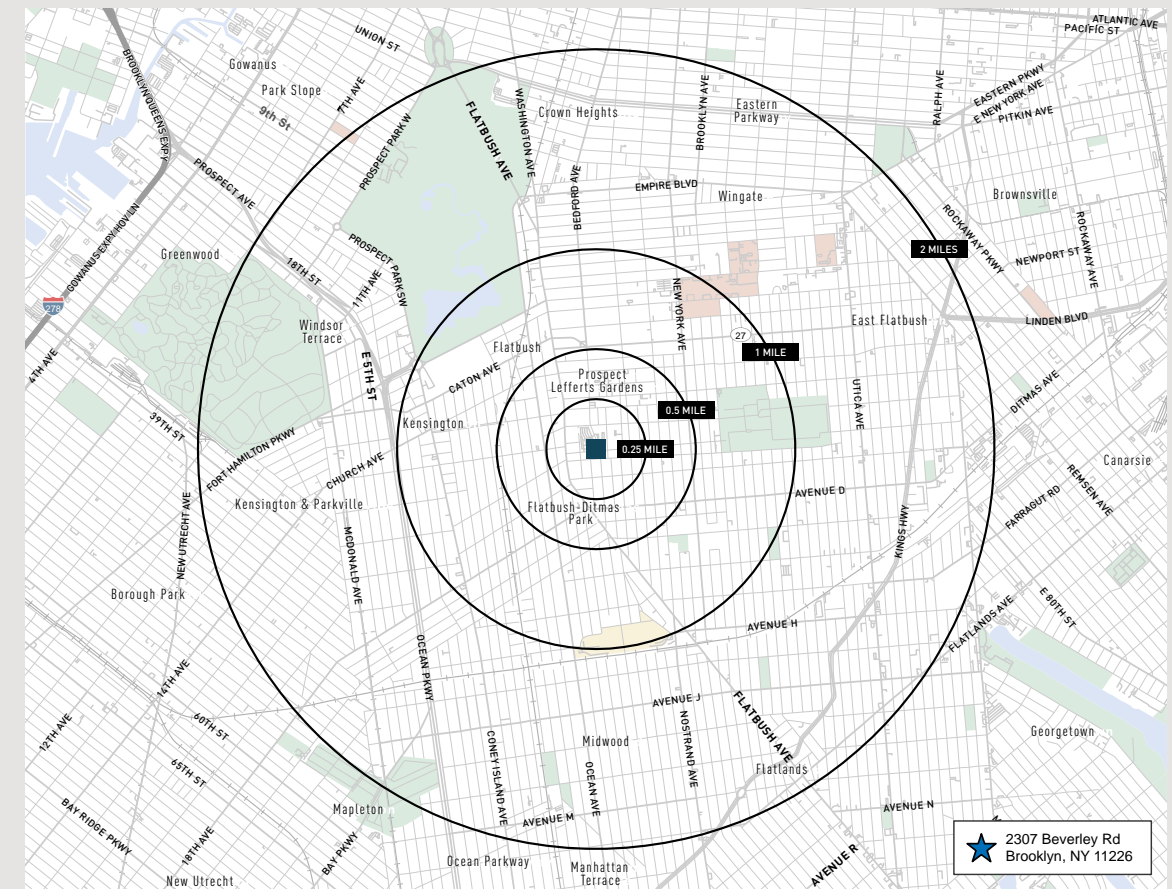 ATLANTIC AVE
PACIFIC ST
UNION ST
BROOKLYN QUEENS EXPY
Gowanus
Park Slope
7TH AVE
9th St
FLATBUSH AVE
WASHINGTON AVE
Crown Heights
BROOKLYN AVE
Eastern
Parkway
RALPH AVE
EASTERN PKWY
E NEW YORK AVE
PITKIN AVE
PROSPECT PARK W
PROSPECT AVE
BEDFORD AVE
EMPIRE BLVD
Wingate
Brownsville
ROCKAWAY PKWY
ROCKAWAY AVE
GOWANUS EXPY HOV LN
Greenwood
PROSPECT PARK SW
18TH ST
11TH AVE
2 MILES
NEWPORT ST
278
Windsor
Terrace
NEW YORK AVE
East Flatbush
LINDEN BLVD
27
1 MILE
4TH AVE
E 5TH ST
Flatbush
CATON AVE
Prospect
Lefferts Gardens
UTICA AVE
DITMAS AVE
39TH ST
Kensington
0.5 MILE
FORT HAMILTON PKWY
CHURCH AVE
0.25 MILE
Canarsie
REMSEN AVE
Kensington & Parkville
AVENUE D
FARRAGUT RD
Flatbush-Ditmas
Park
NEW UTRECHT AVE
MCDONALD AVE
KINGS HWY
Borough Park
E 80TH ST
FLATLANDS AVE
AVENUE H
OCEAN PKWY
14TH AVE
AVENUE J
FLATBUSH AVE
NOSTRAND AVE
12TH AVE
60TH ST
65TH ST
Midwood
Georgetown
CONEY ISLAND AVE
OCEAN AVE
Flatlands
Mapleton
AVENUE M
AVENUE N
BAY RIDGE PKWY
18TH AVE
BAY PKWY
2307 Beverley Rd
Brooklyn, NY 11226
Ocean Parkway
Manhattan
Terrace
AVENUE R
New Utrecht